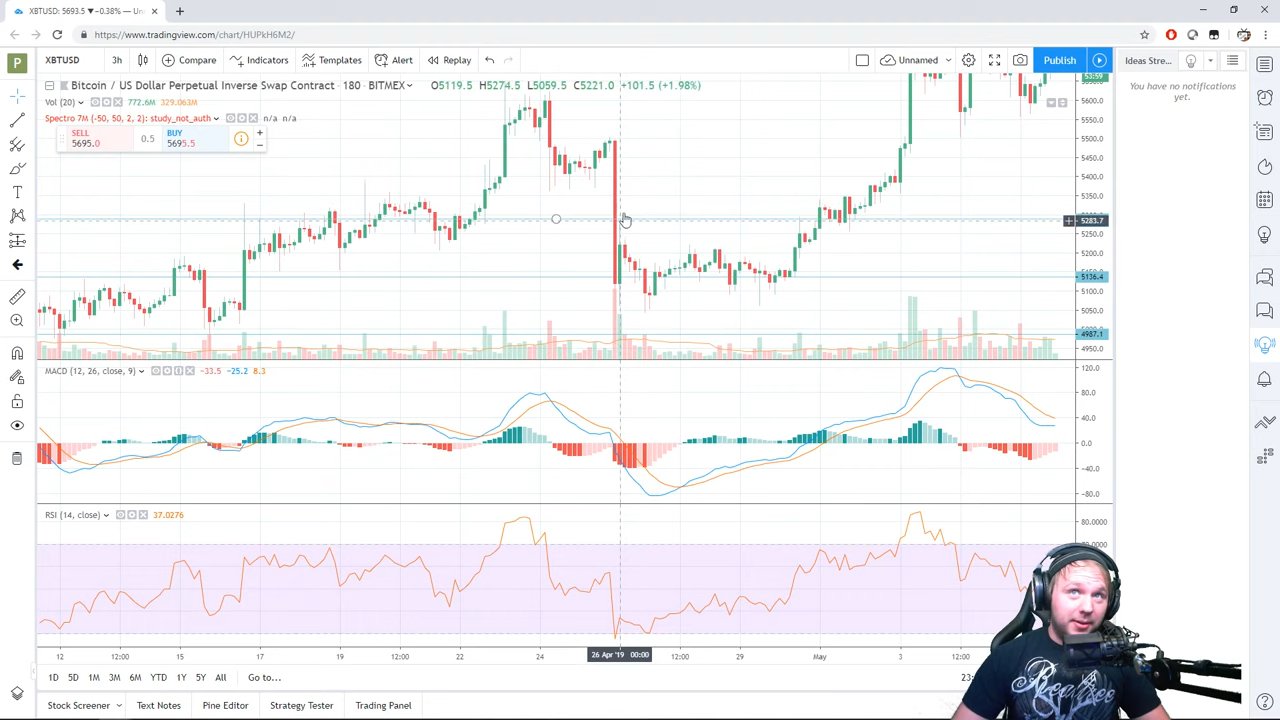 XBTUSD: 5693.5 ▼−0.38% — Un
https://www.tradingview.com/chart/HUPkH6M2/
P
XBTUSD
3h
Compare
Indicators
Templates
Alert
Replay
Unnamed
Publish
Ideas Stre...
You have no notifications
yet.
Bitcoin / US Dollar Perpetual Inverse Swap Contract · 180 · BITMEX
O5119.5 H5274.5 L5059.5 C5221.0 +101.5 (+1.98%)
53:59
Vol (20) 772.6M 329.063M
Spectro 7M (-50, 50, 2, 2): study_not_auth n/a n/a
SELL
5695.0
0.5
BUY
5695.5
5600.0
5500.0
5400.0
5350.0
5283.7
5250.0
5136.4
5100.0
5050.0
4987.1
4950.0
MACD (12, 26, close, 9) −33.5 −25.2 8.3
120.0
80.0
40.0
0.0
−40.0
−80.0
RSI (14, close) 37.0276
80.0000
12 12:00 15 17 19 22 24 26 Apr '19 00:00 12:00 29 May 3 12:00
1D 5D 1M 3M 6M YTD 1Y 5Y All Go to...
Stock Screener Text Notes Pine Editor Strategy Tester Trading Panel